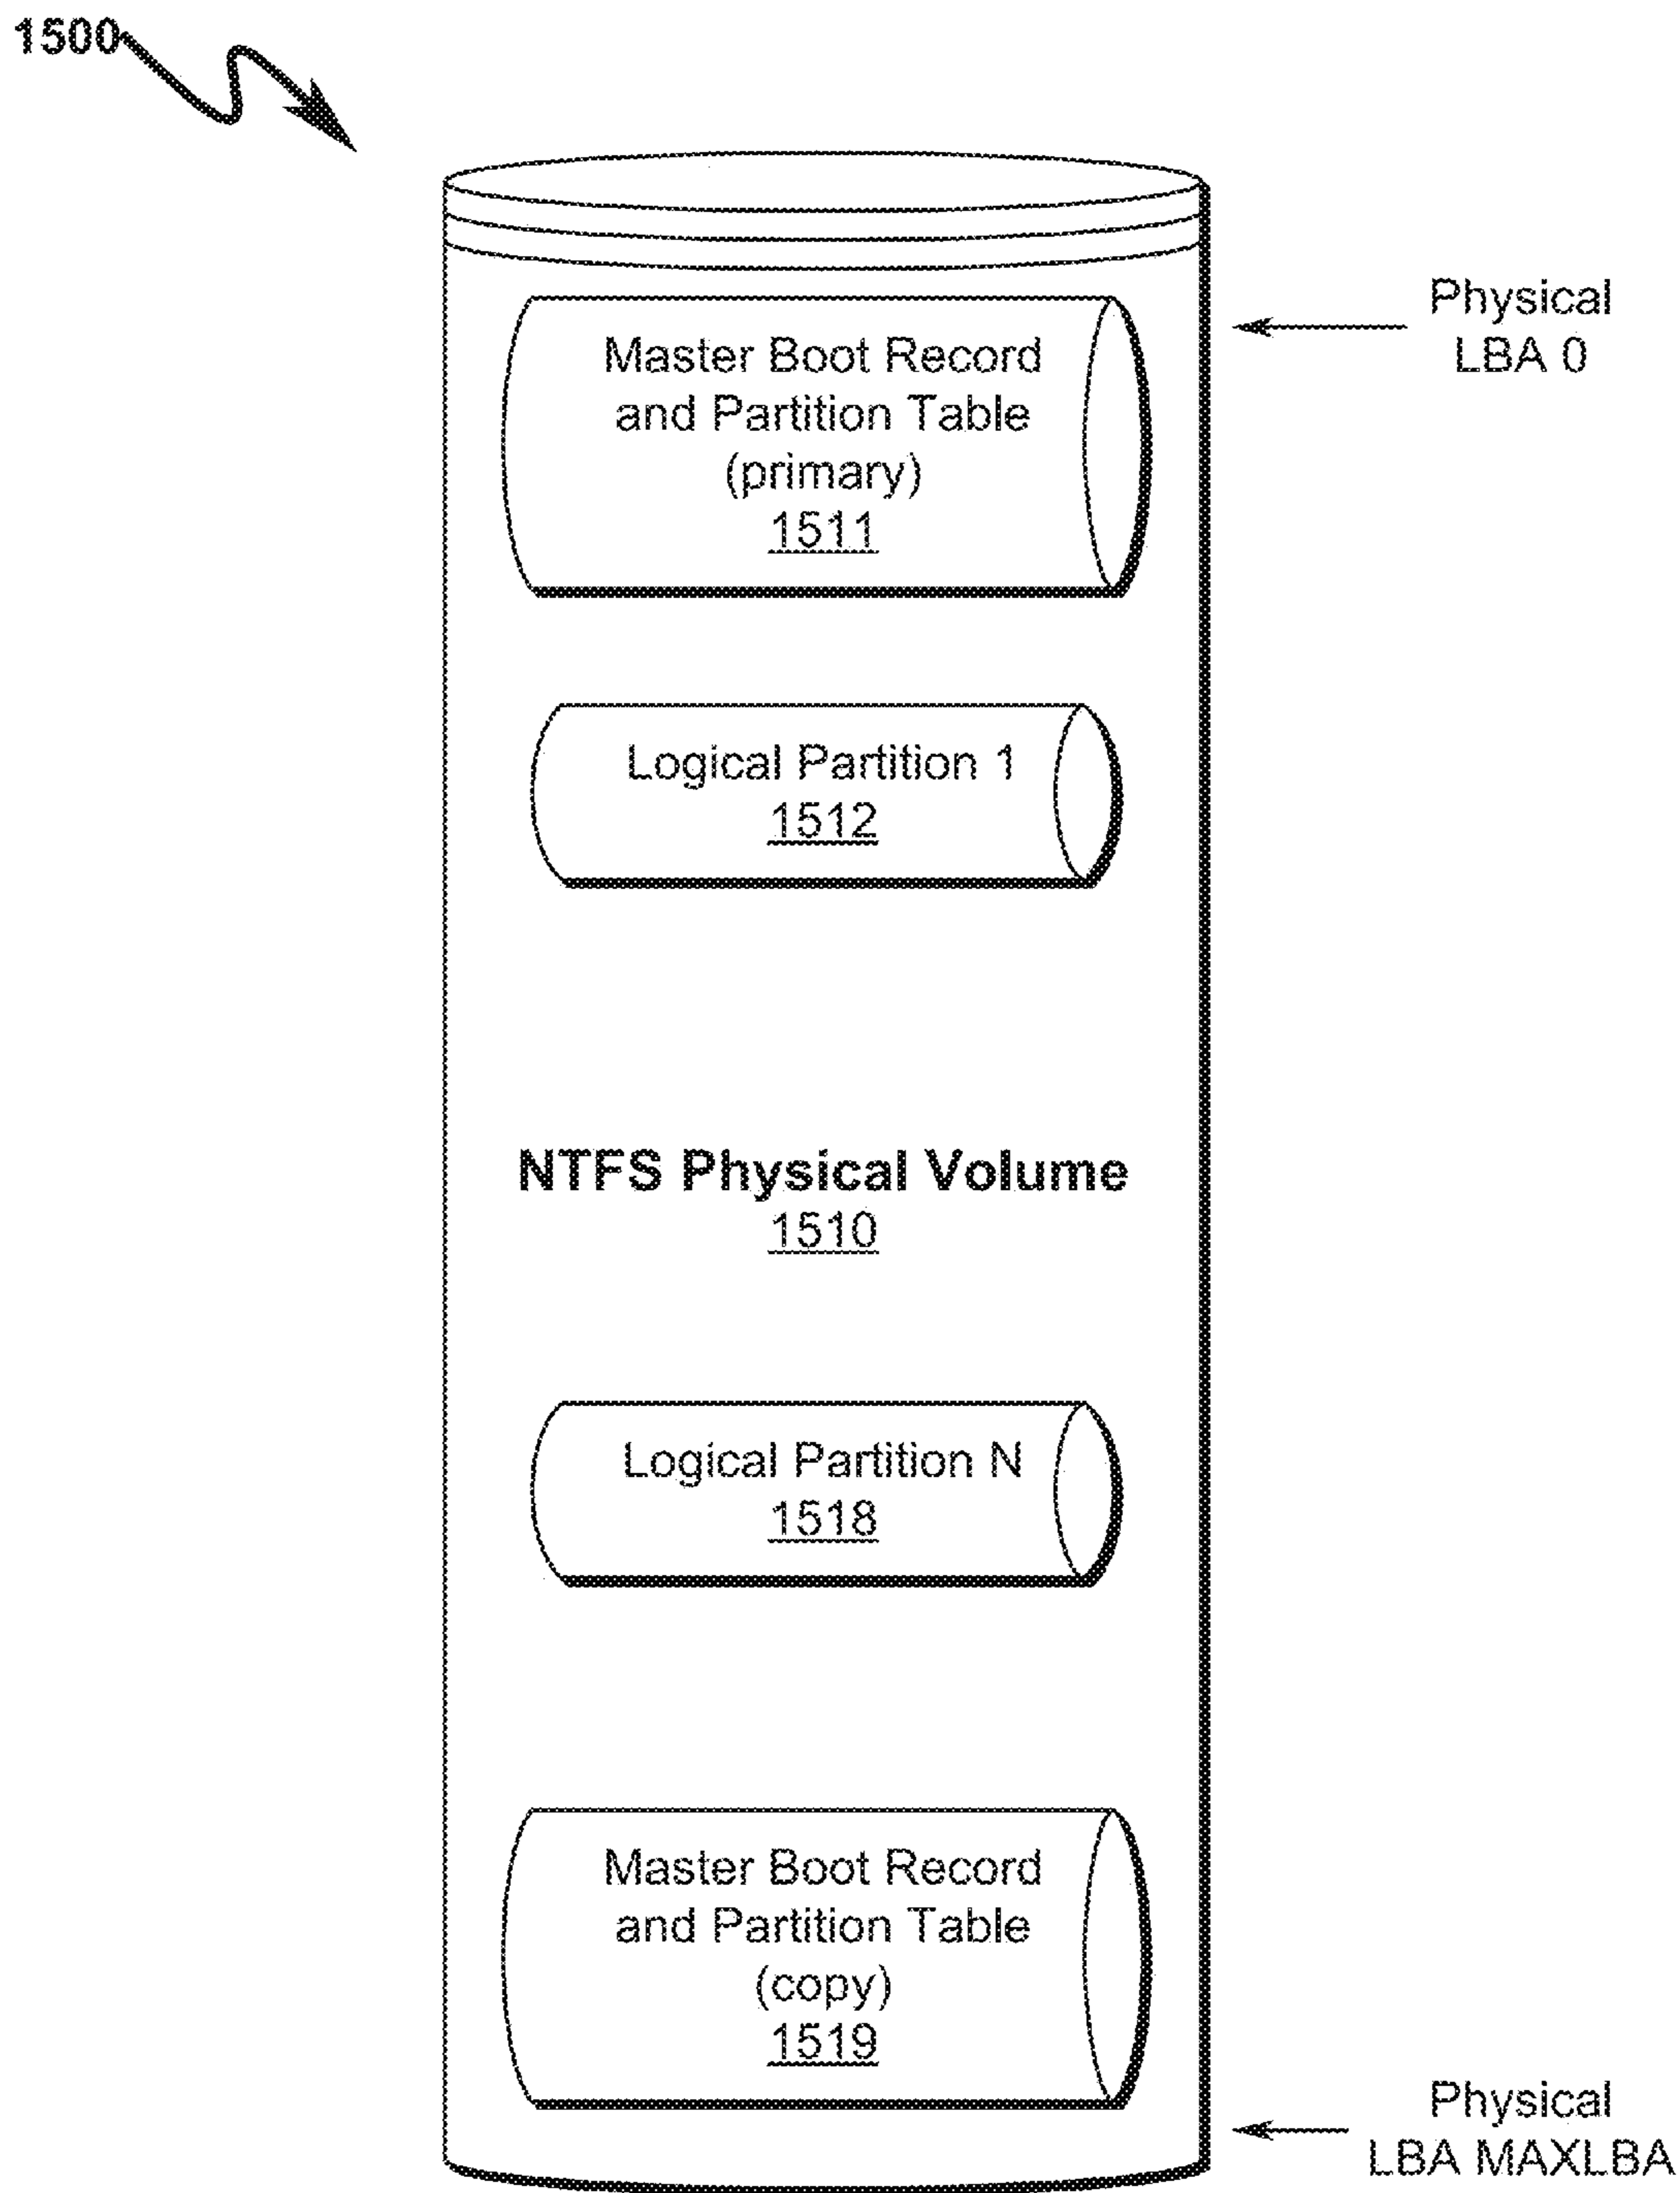 1500
Physical
LBA 0
Master Boot Record
and Partition Table
(primary)
1511
Logical Partition 1
1512
NTFS Physical Volume
1510
Logical Partition N
1518
Master Boot Record
and Partition Table
(copy)
1519
Physical
LBA MAXLBA